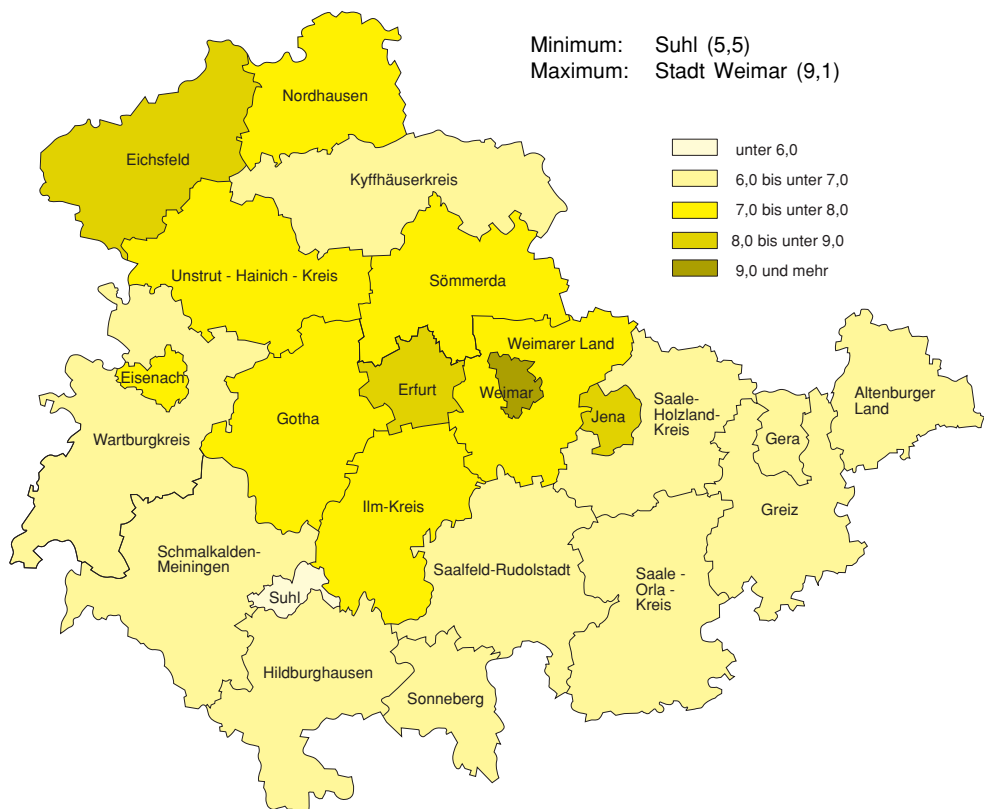 Minimum: Suhl (5,5)
Maximum: Stadt Weimar (9,1)
unter 6,0
6,0 bis unter 7,0
7,0 bis unter 8,0
8,0 bis unter 9,0
9,0 und mehr
Nordhausen
Eichsfeld
Kyffhäuserkreis
Unstrut - Hainich - Kreis
Sömmerda
Weimarer Land
Eisenach
Erfurt
Weimar
Gotha
Jena
Saale-
Holzland-
Kreis
Altenburger
Land
Wartburgkreis
Gera
Ilm-Kreis
Greiz
Schmalkalden-
Meiningen
Saalfeld-Rudolstadt
Saale -
Orla -
Kreis
Suhl
Hildburghausen
Sonneberg